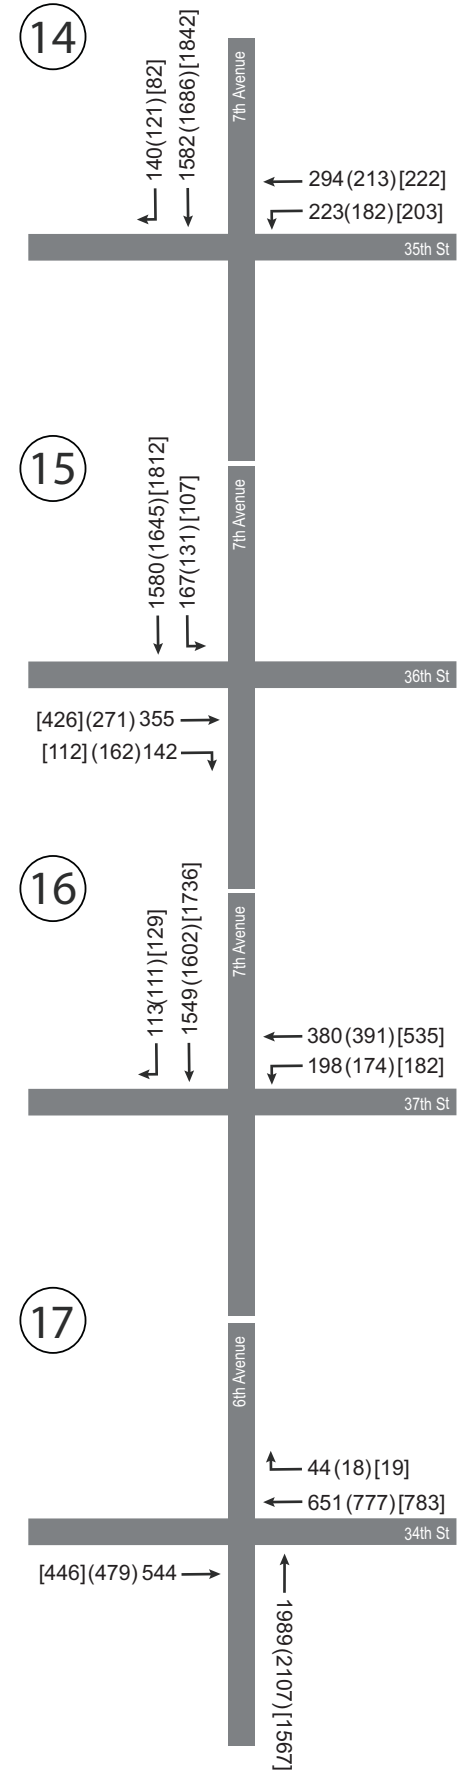 14
140(121)[82]
1582(1686)[1842]
7th Avenue
294(213)[222]
223(182)[203]
35th St
15
1580(1645)[1812]
167(131)[107]
7th Avenue
36th St
[426](271) 355
[112](162)142
16
113(111)[129]
1549(1602)[1736]
7th Avenue
380(391)[535]
198(174)[182]
37th St
17
6th Avenue
44(18)[19]
651(777)[783]
34th St
[446](479) 544
1989(2107)[1567]